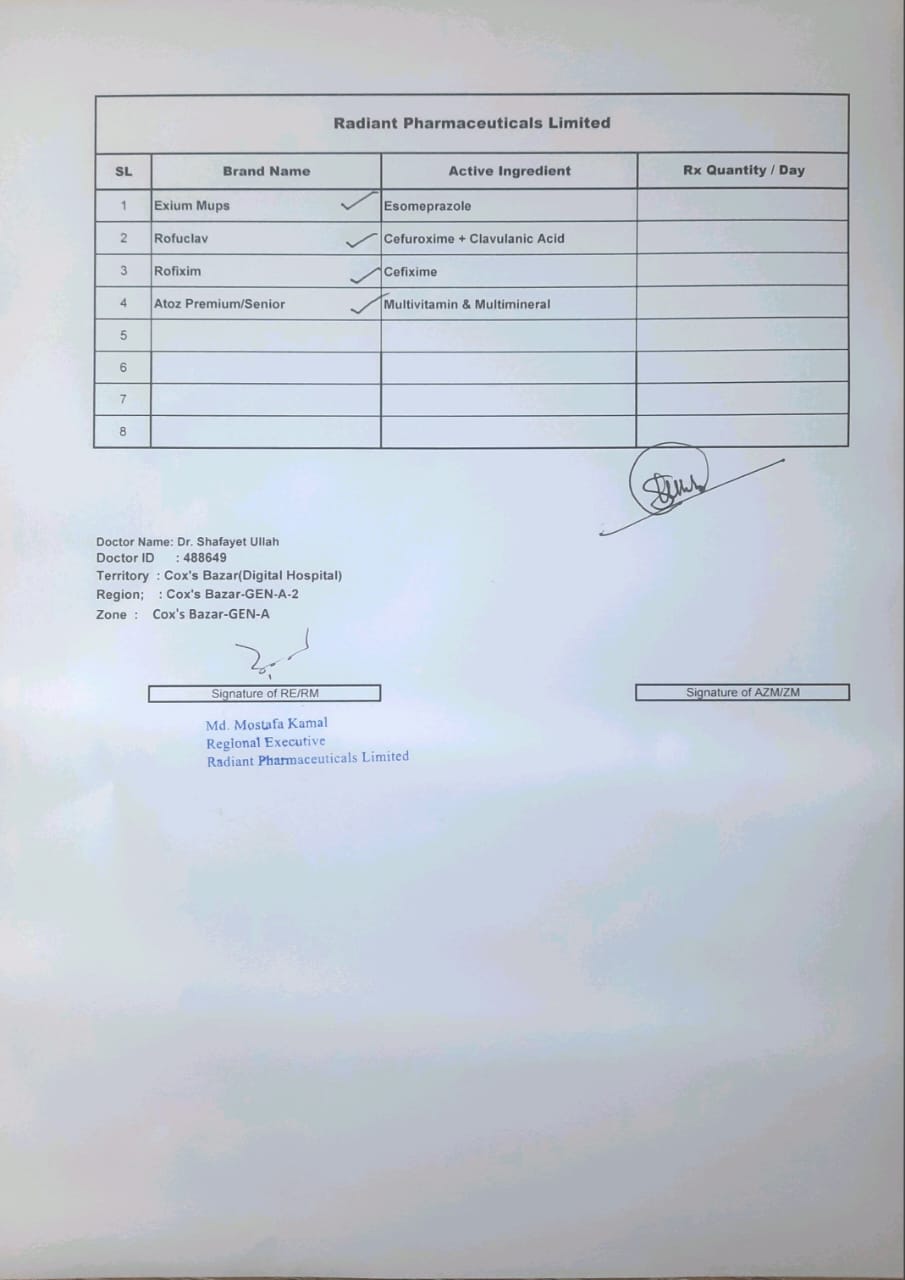 Radiant Pharmaceuticals Limited
SL Brand Name Active Ingredient Rx Quantity / Day
1 Exium Mups Esomeprazole
2 Rofuclav Cefuroxime + Clavulanic Acid
3 Rofixim Cefixime
4 Atoz Premium/Senior Multivitamin & Multimineral
5
6
7
8
Doctor Name: Dr. Shafayet Ullah
Doctor ID : 488649
Territory : Cox's Bazar(Digital Hospital)
Region; : Cox's Bazar-GEN-A-2
Zone : Cox's Bazar-GEN-A
Signature of RE/RM Signature of AZM/ZM
Md. Mostafa Kamal
Regional Executive
Radiant Pharmaceuticals Limited